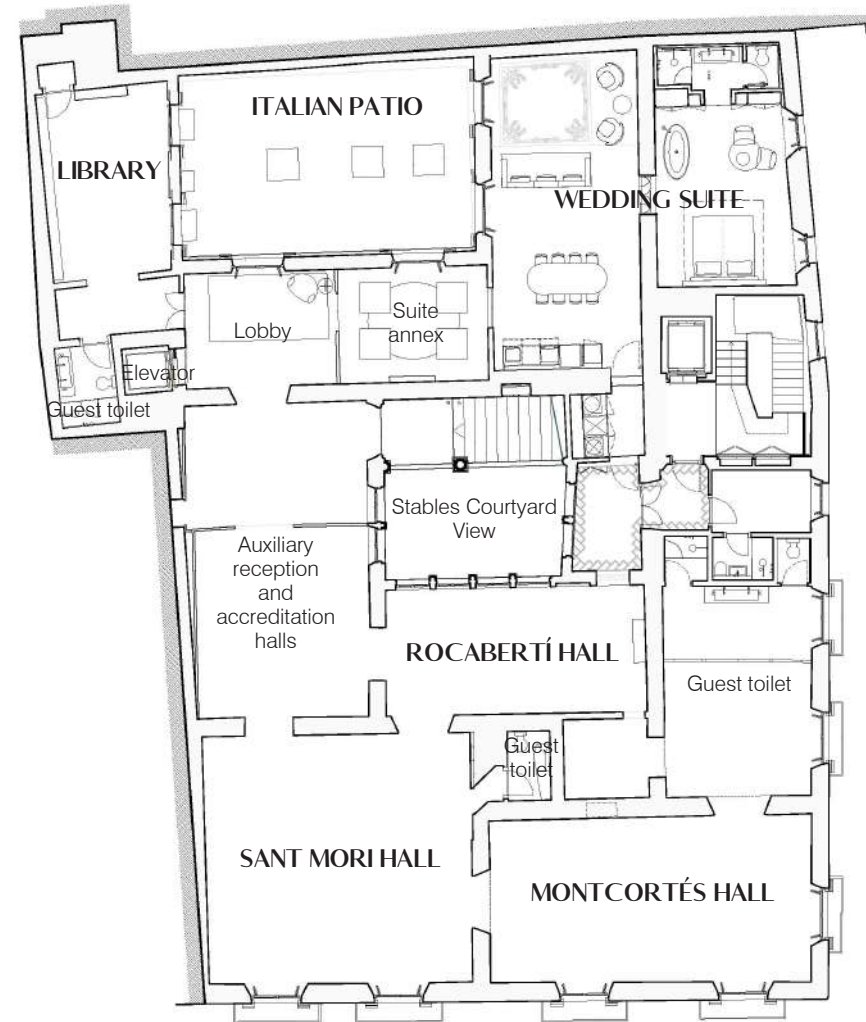 ITALIAN PATIO
LIBRARY
WEDDING SUITE
Lobby
Suite
annex
Elevator
Guest toilet
Stables Courtyard
View
Auxiliary
reception
and
accreditation
halls
ROCABERTÍ HALL
Guest toilet
Guest
toilet
SANT MORI HALL
MONTCORTÉS HALL